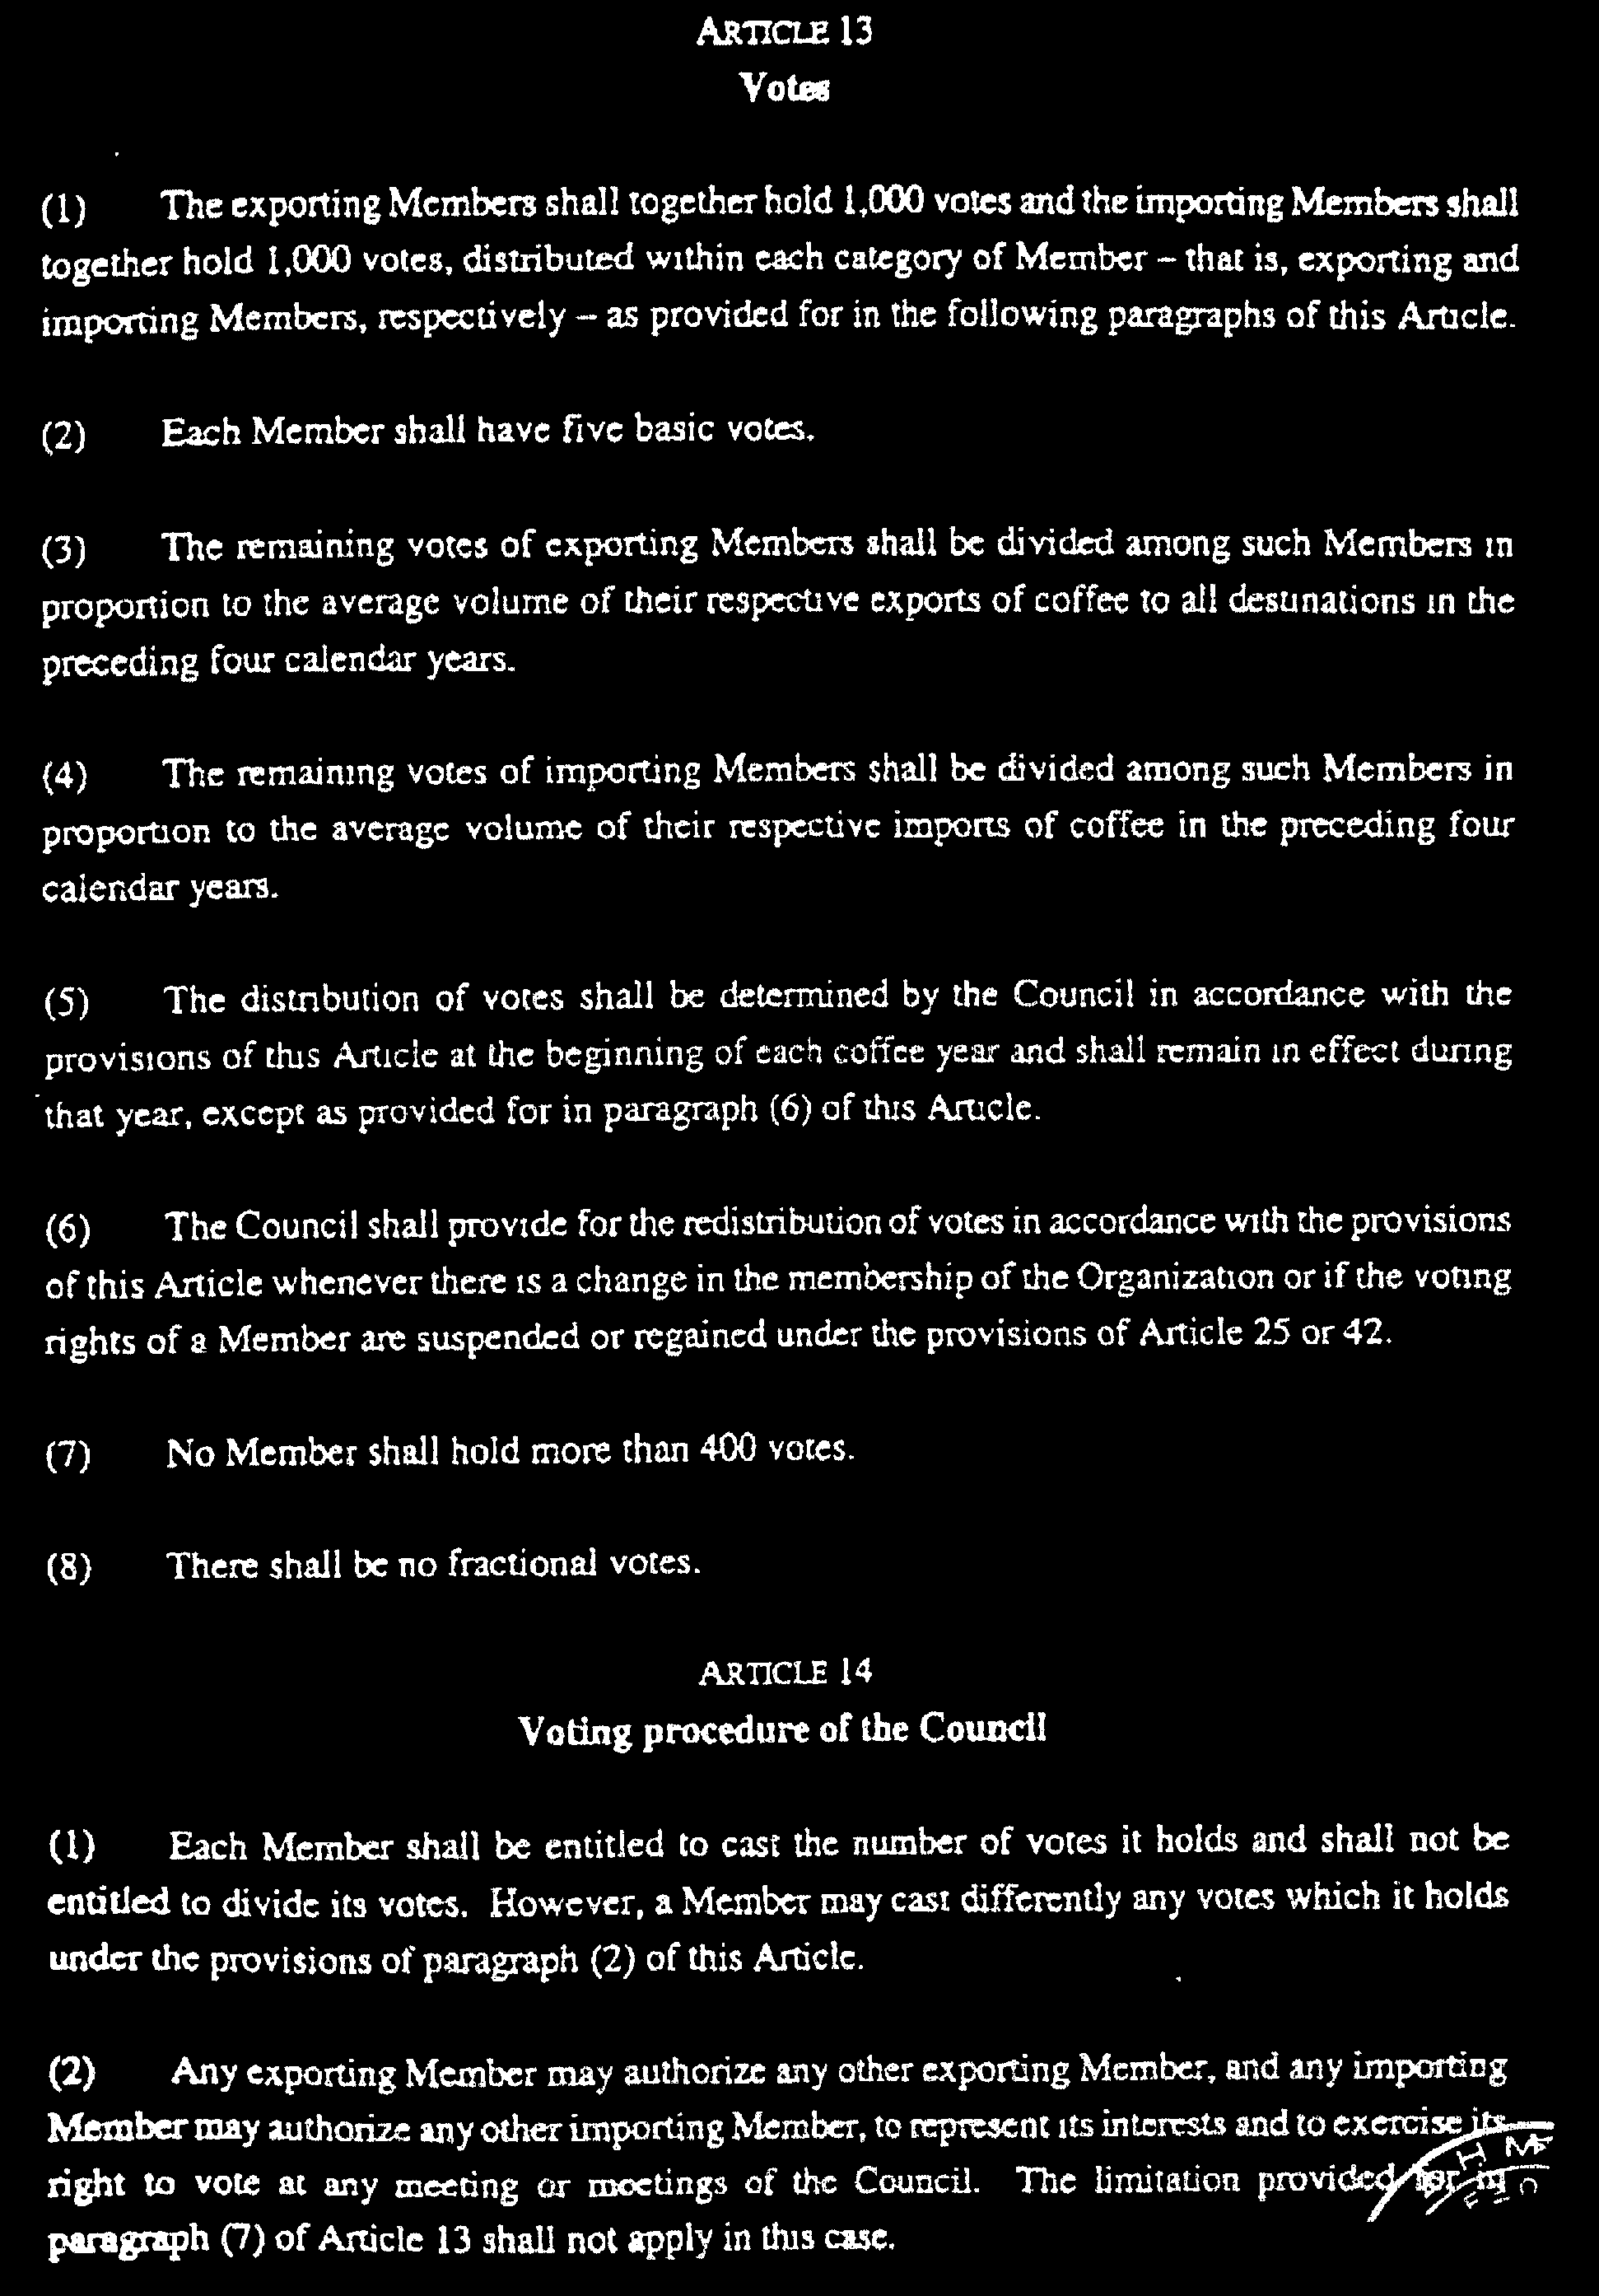 ARTICLE 13
Votes
(1) The exporting Members shall together hold 1,000 votes and the importing Members shall
together hold 1,000 votes, distributed within each category of Member – that is, exporting and
importing Members, respectively – as provided for in the following paragraphs of this Article.
(2) Each Member shall have five basic votes.
(3) The remaining votes of exporting Members shall be divided among such Members in
proportion to the average volume of their respective exports of coffee to all destinations in the
preceding four calendar years.
(4) The remaining votes of importing Members shall be divided among such Members in
proportion to the average volume of their respective imports of coffee in the preceding four
calendar years.
(5) The distribution of votes shall be determined by the Council in accordance with the
provisions of this Article at the beginning of each coffee year and shall remain in effect during
that year, except as provided for in paragraph (6) of this Article.
(6) The Council shall provide for the redistribution of votes in accordance with the provisions
of this Article whenever there is a change in the membership of the Organization or if the voting
rights of a Member are suspended or regained under the provisions of Article 25 or 42.
(7) No Member shall hold more than 400 votes.
(8) There shall be no fractional votes.
ARTICLE 14
Voting procedure of the Council
(1) Each Member shall be entitled to cast the number of votes it holds and shall not be
entitled to divide its votes. However, a Member may cast differently any votes which it holds
under the provisions of paragraph (2) of this Article.
(2) Any exporting Member may authorize any other exporting Member, and any importing
Member may authorize any other importing Member, to represent its interests and to exercise its
right to vote at any meeting or meetings of the Council. The limitation provided for in
paragraph (7) of Article 13 shall not apply in this case.